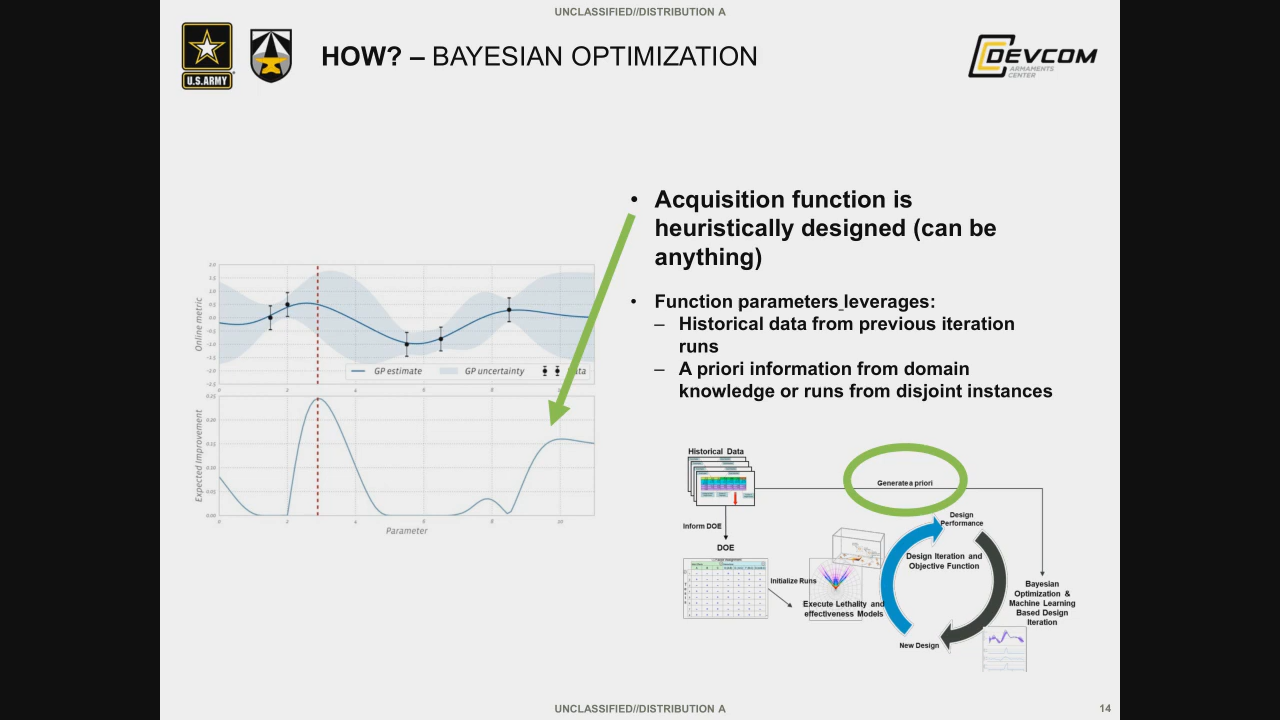 UNCLASSIFIED//DISTRIBUTION A
U.S.ARMY
HOW? – BAYESIAN OPTIMIZATION
DEVCOM
ARMAMENTS
CENTER
• Acquisition function is
heuristically designed (can be
anything)
• Function parameters leverages:
– Historical data from previous iteration
runs
– A priori information from domain
knowledge or runs from disjoint instances
Online metric
GP estimate
GP uncertainty
Expected Improvement
Parameter
Historical Data
Generate a priori
Inform DOE
DOE
Initialize Runs
Execute Lethality and
effectiveness Models
Design
Performance
Design Iteration and
Objective Function
New Design
Bayesian
Optimization &
Machine Learning
Based Design
Iteration
UNCLASSIFIED//DISTRIBUTION A
14